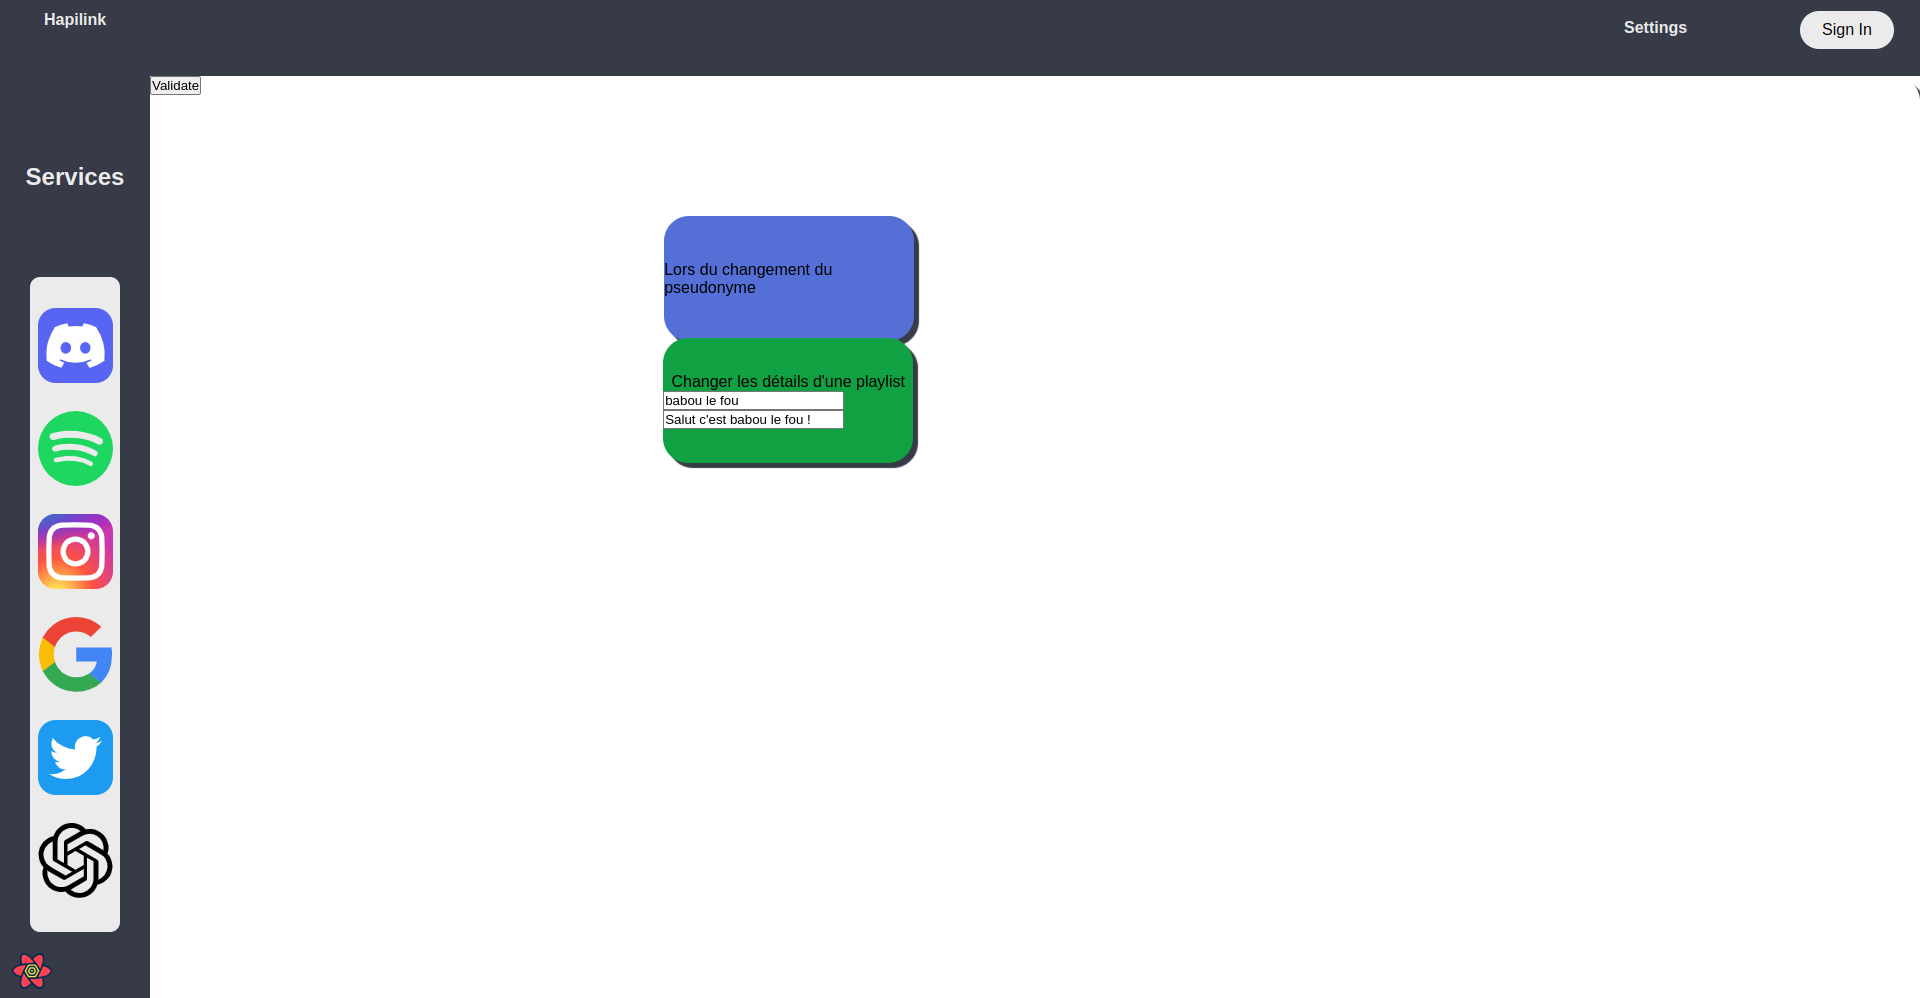 Hapilink
Settings
Sign In
Validate
Services
Lors du changement du
pseudonyme
Changer les détails d'une playlist
babou le fou
Salut c'est babou le fou !